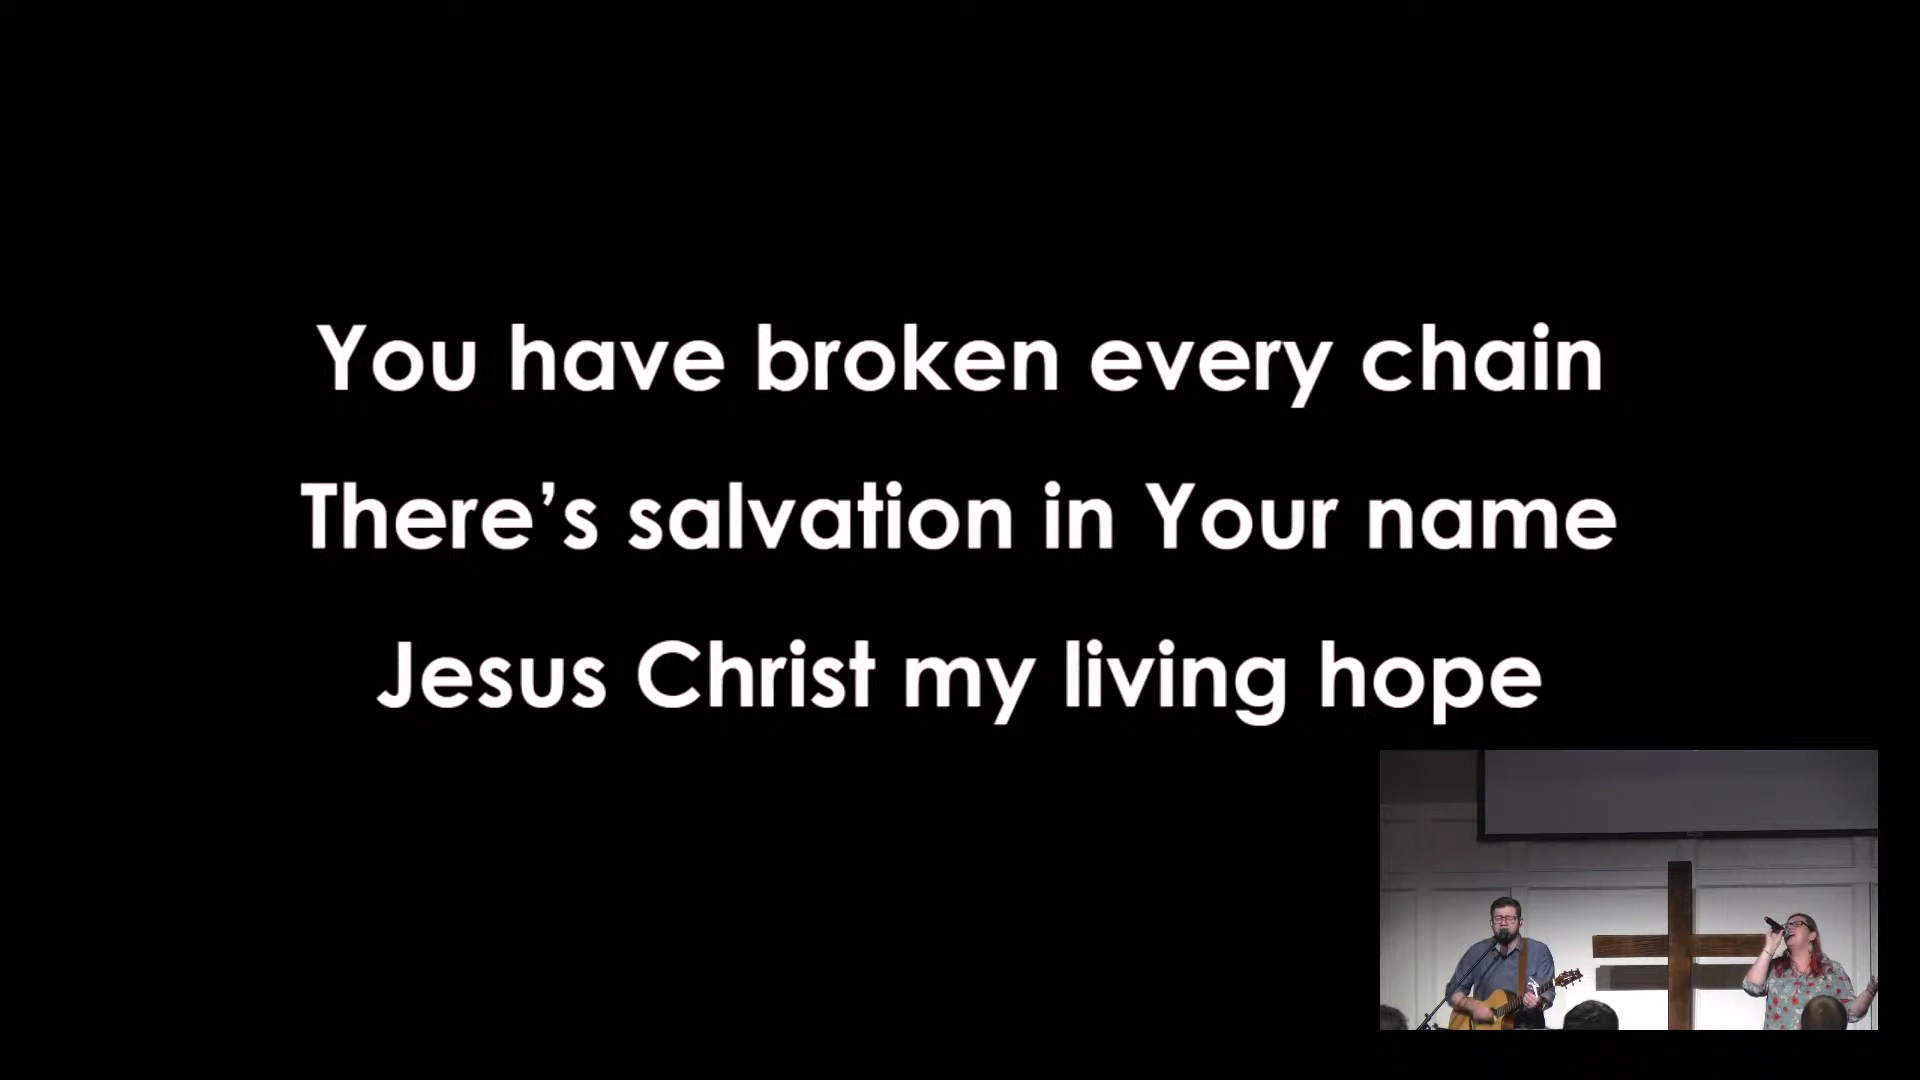 You have broken every chain
There’s salvation in Your name
Jesus Christ my living hope